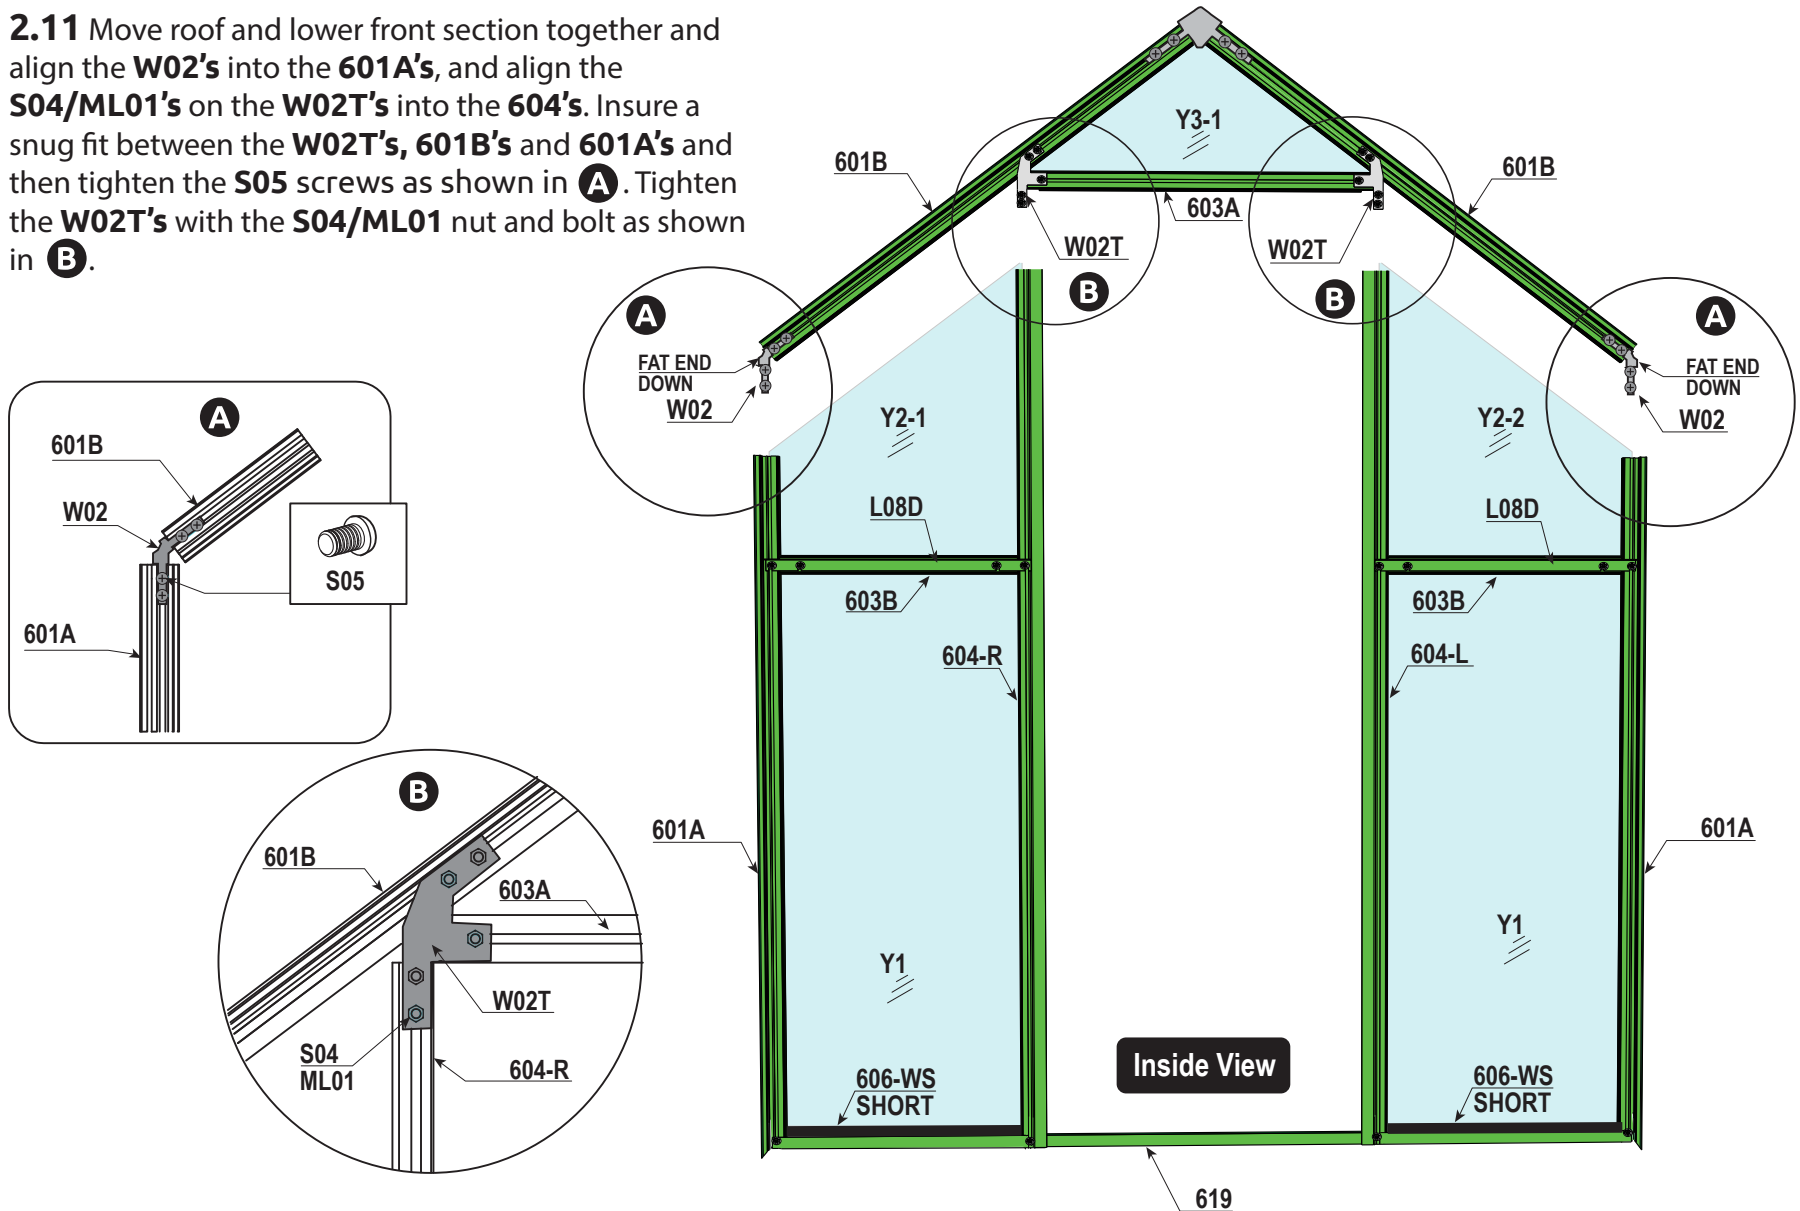 2.11 Move roof and lower front section together and
align the W02's into the 601A's, and align the
S04/ML01's on the W02T's into the 604's. Insure a
snug fit between the W02T's, 601B's and 601A's and
then tighten the S05 screws as shown in A. Tighten
the W02T's with the S04/ML01 nut and bolt as shown
in B.
Y3-1
601B
601B
603A
W02T
W02T
B
B
A
FAT END
DOWN
W02
A
FAT END
DOWN
W02
Y2-1
Y2-2
L08D
L08D
603B
603B
604-R
604-L
601A
601A
Y1
Y1
606-WS
SHORT
606-WS
SHORT
Inside View
619
A
601B
W02
S05
601A
B
601B
603A
W02T
S04
ML01
604-R